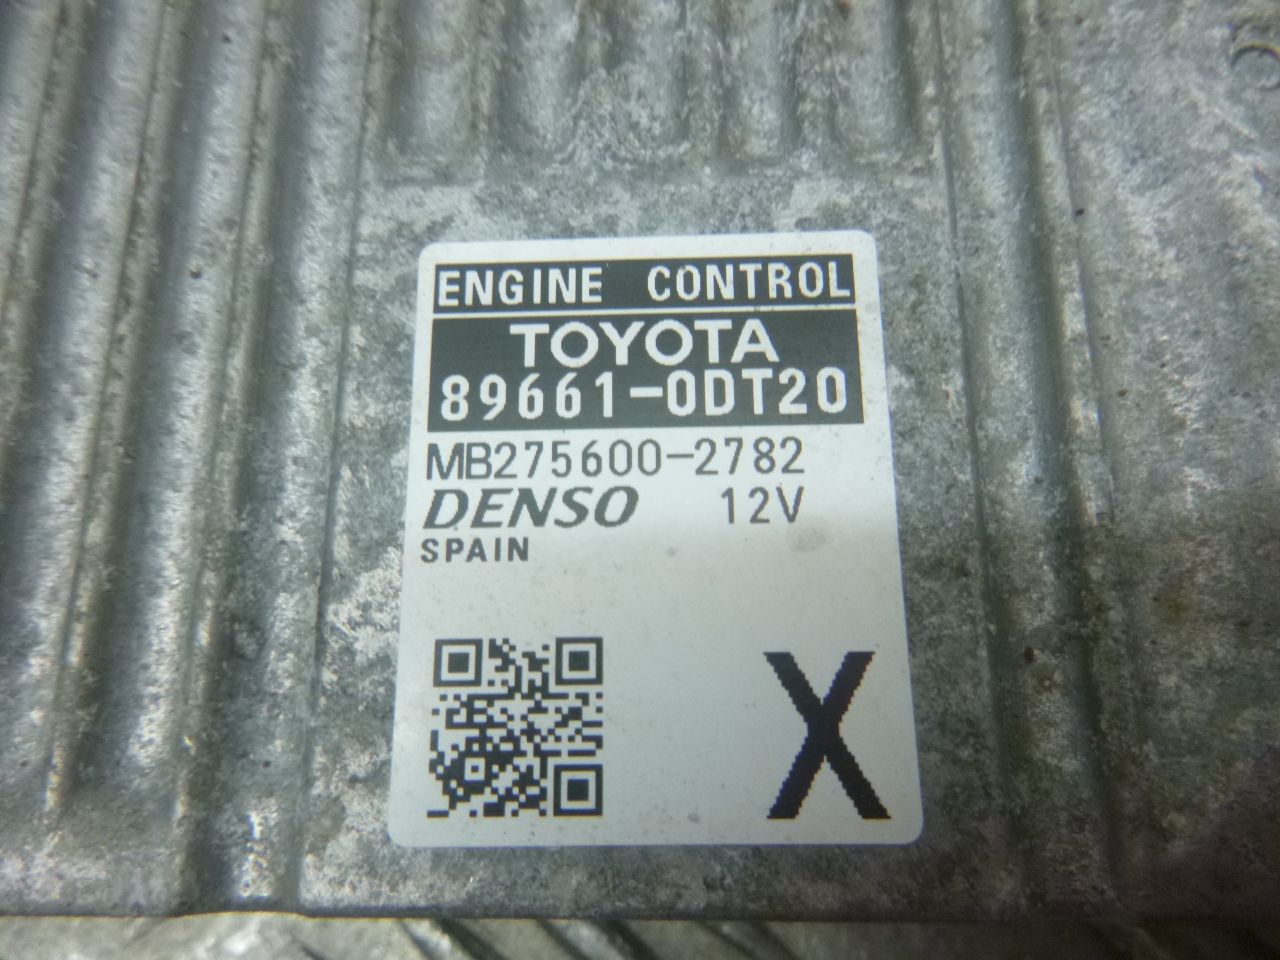 ENGINE CONTROL
TOYOTA
89661-0DT20
MB275600-2782
DENSO 12V
SPAIN
X